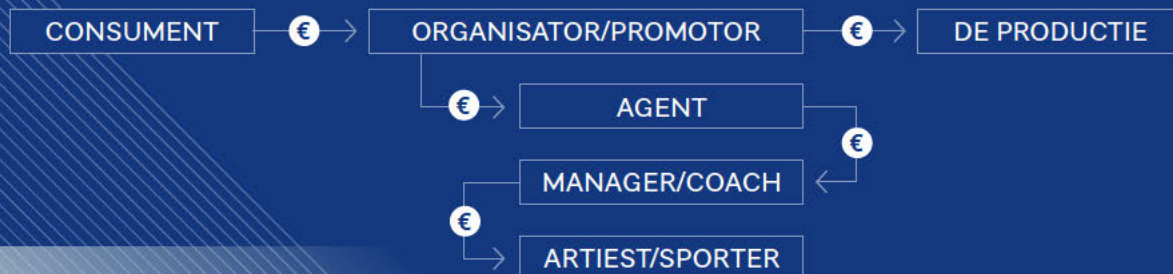 CONSUMENT € ORGANISATOR/PROMOTOR € DE PRODUCTIE
€ AGENT
€
MANAGER/COACH
€
ARTIEST/SPORTER